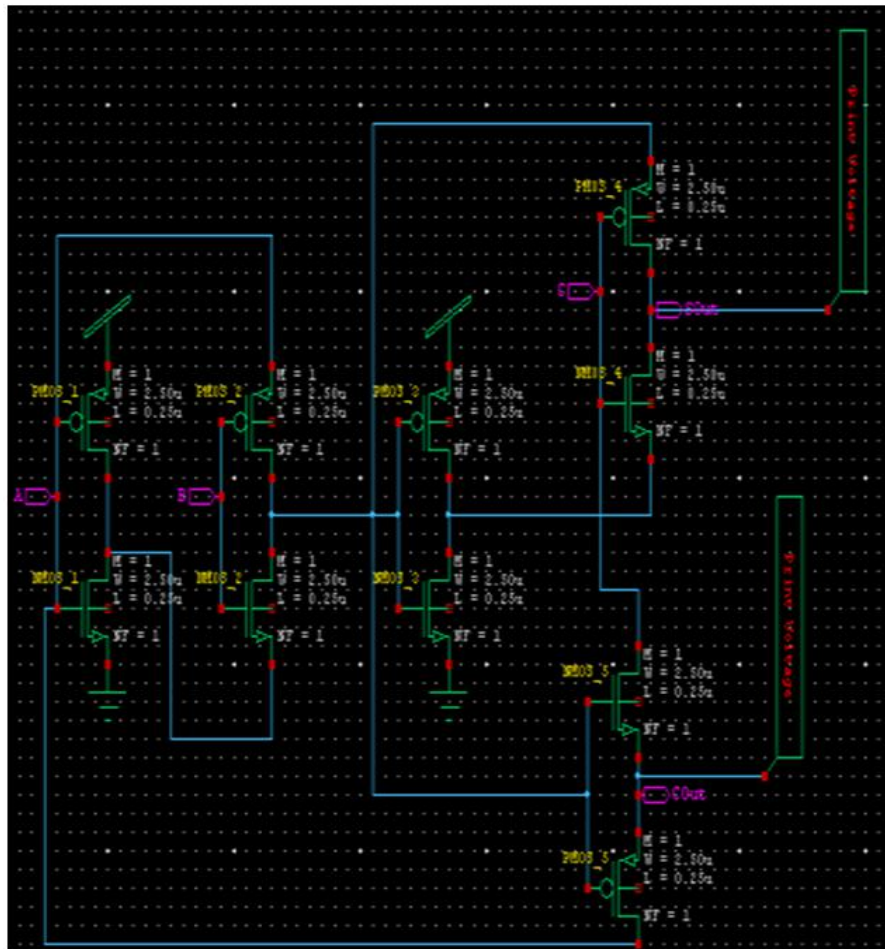 Print Voltage
M = 1
PMOS_4
W = 2.50u
L = 0.25u
NF = 1
C
SOut
M = 1
NMOS_4
W = 2.50u
L = 0.25u
NF = 1
M = 1
PMOS_1
W = 2.50u
L = 0.25u
NF = 1
M = 1
PMOS_2
W = 2.50u
L = 0.25u
NF = 1
M = 1
PMOS_3
W = 2.50u
L = 0.25u
NF = 1
A
B
M = 1
NMOS_1
W = 2.50u
L = 0.25u
NF = 1
M = 1
NMOS_2
W = 2.50u
L = 0.25u
NF = 1
M = 1
NMOS_3
W = 2.50u
L = 0.25u
NF = 1
Print Voltage
M = 1
NMOS_5
W = 2.50u
L = 0.25u
NF = 1
COut
M = 1
PMOS_5
W = 2.50u
L = 0.25u
NF = 1